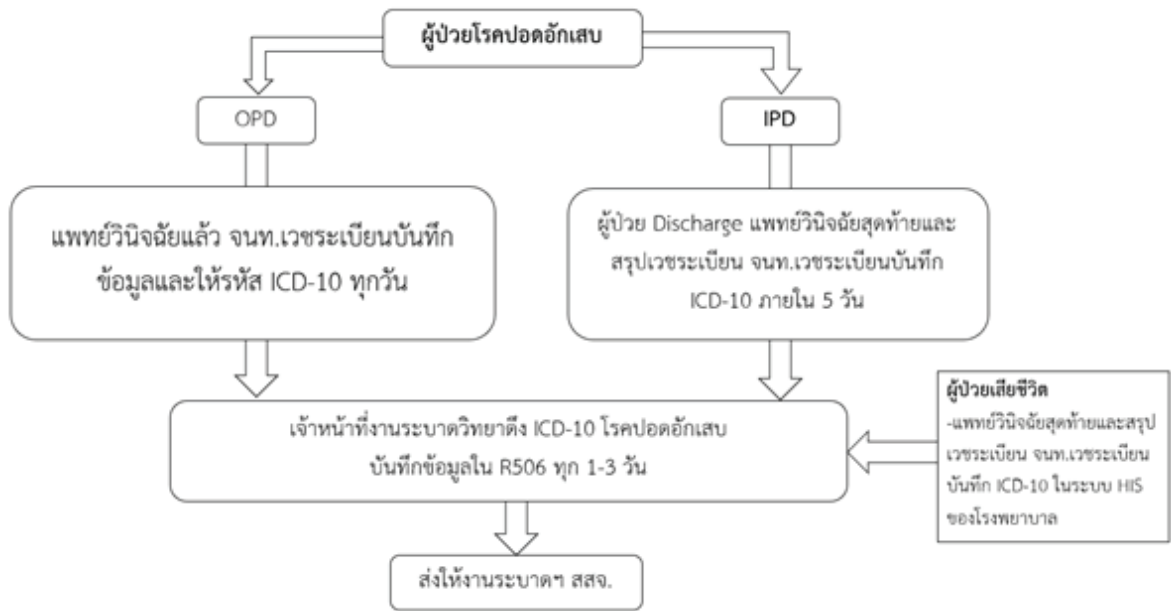 ผู้ป่วยโรคปอดอักเสบ
OPD
IPD
แพทย์วินิจฉัยแล้ว จนท.เวชระเบียนบันทึก
ข้อมูลและให้รหัส ICD-10 ทุกวัน
ผู้ป่วย Discharge แพทย์วินิจฉัยสุดท้ายและ
สรุปเวชระเบียน จนท.เวชระเบียนบันทึก
ICD-10 ภายใน 5 วัน
เจ้าหน้าที่งานระบาดวิทยาดึง ICD-10 โรคปอดอักเสบ
บันทึกข้อมูลใน R506 ทุก 1-3 วัน
ผู้ป่วยเสียชีวิต
-แพทย์วินิจฉัยสุดท้ายและสรุป
เวชระเบียน จนท.เวชระเบียน
บันทึก ICD-10 ในระบบ HIS
ของโรงพยาบาล
ส่งให้งานระบาดฯ สสจ.